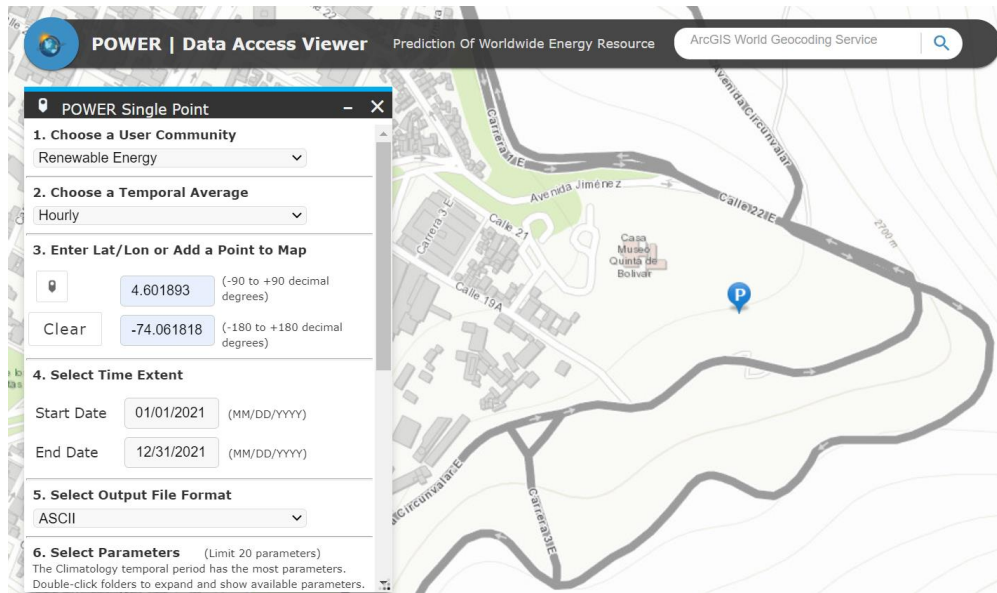 POWER | Data Access Viewer
Prediction Of Worldwide Energy Resource
ArcGIS World Geocoding Service
POWER Single Point
1. Choose a User Community
Renewable Energy
2. Choose a Temporal Average
Hourly
3. Enter Lat/Lon or Add a Point to Map
4.601893
(-90 to +90 decimal
degrees)
Clear
-74.061818
(-180 to +180 decimal
degrees)
4. Select Time Extent
Start Date
01/01/2021
(MM/DD/YYYY)
End Date
12/31/2021
(MM/DD/YYYY)
5. Select Output File Format
ASCII
6. Select Parameters (Limit 20 parameters)
The Climatology temporal period has the most parameters.
Double-click folders to expand and show available parameters.
Avenida Circunvalar
Carrera 1 E
Avenida Jiménez
Calle 22 E
Carrera 3 E
Calle 21
Casa
Museo
Quinta de
Bolivar
2700 m
Calle 19A
P
Carrera 3 E